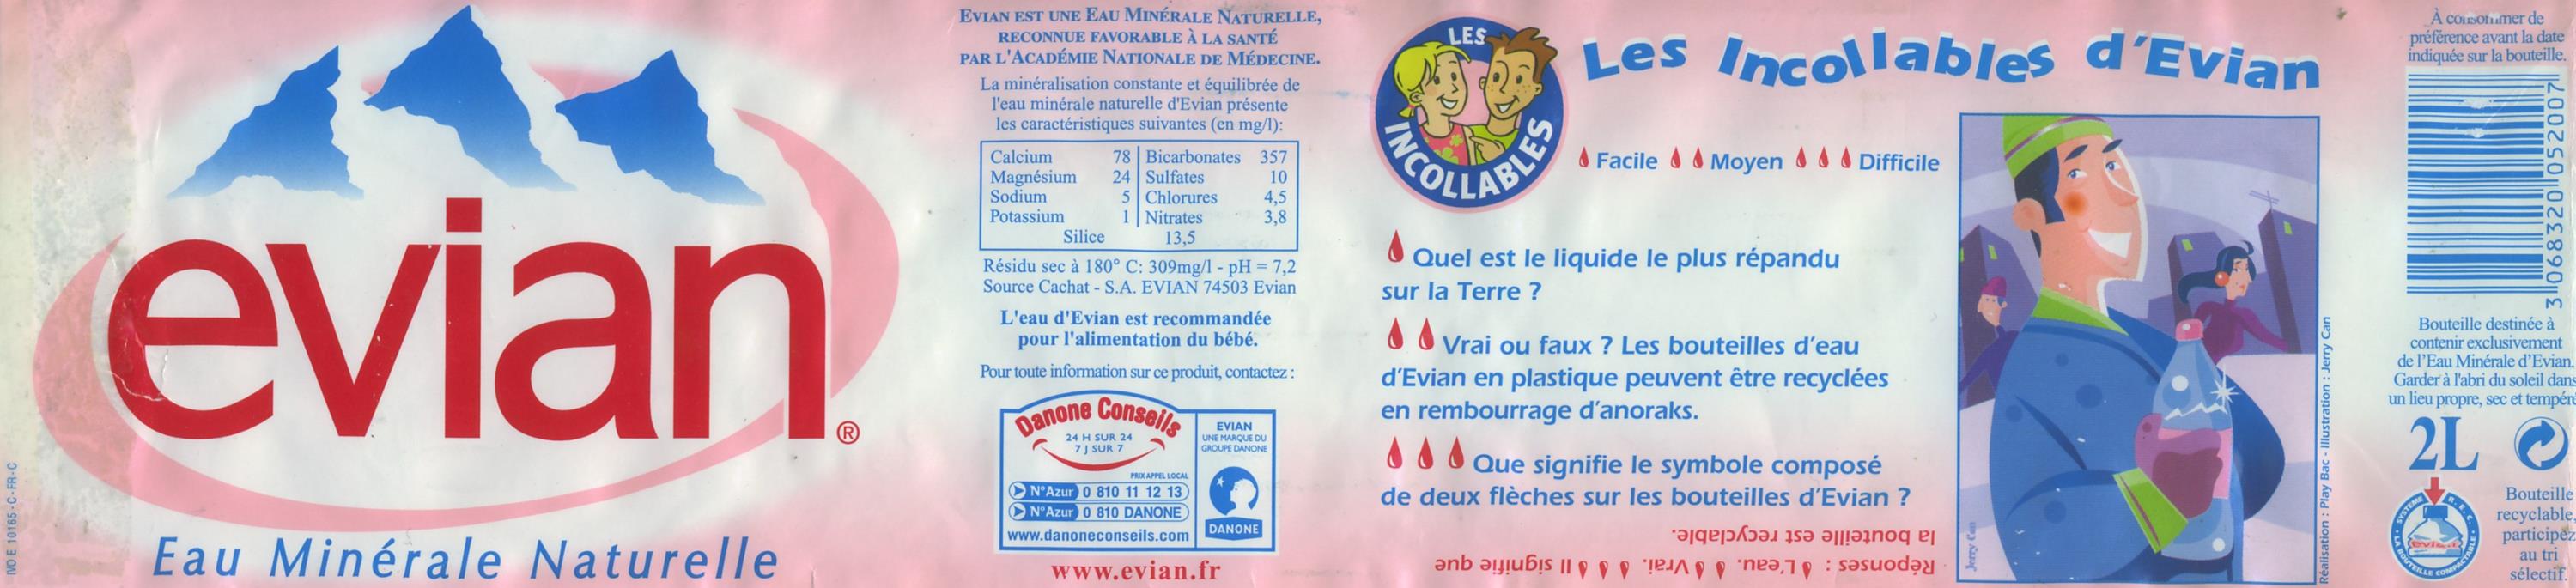 evian®
Eau Minérale Naturelle
IVO E 10165 - C - FR - C
EVIAN EST UNE EAU MINÉRALE NATURELLE,
RECONNUE FAVORABLE À LA SANTÉ
PAR L'ACADÉMIE NATIONALE DE MÉDECINE.
La minéralisation constante et équilibrée de
l'eau minérale naturelle d'Evian présente
les caractéristiques suivantes (en mg/l):
Calcium 78 Bicarbonates 357
Magnésium 24 Sulfates 10
Sodium 5 Chlorures 4,5
Potassium 1 Nitrates 3,8
Silice 13,5
Résidu sec à 180° C: 309mg/l - pH = 7,2
Source Cachat - S.A. EVIAN 74503 Evian
L'eau d'Evian est recommandée
pour l'alimentation du bébé.
Pour toute information sur ce produit, contactez :
Danone Conseils
24 H SUR 24
7 J SUR 7
PRIX APPEL LOCAL
N°Azur 0 810 11 12 13
N°Azur 0 810 DANONE
www.danoneconseils.com
EVIAN
UNE MARQUE DU
GROUPE DANONE
DANONE
www.evian.fr
LES
INCOLLABLES
Les Incollables d'Evian
Facile Moyen Difficile
Quel est le liquide le plus répandu
sur la Terre ?
Vrai ou faux ? Les bouteilles d'eau
d'Evian en plastique peuvent être recyclées
en rembourrage d'anoraks.
Que signifie le symbole composé
de deux flèches sur les bouteilles d'Evian ?
Réponses : L'eau. Vrai. Il signifie que
la bouteille est recyclable.
Jerry Can
Réalisation : Play Bac - Illustration : Jerry Can
À consommer de
préférence avant la date
indiquée sur la bouteille.
3 068320 052007
Bouteille destinée à
contenir exclusivement
de l'Eau Minérale d'Evian.
Garder à l'abri du soleil dans
un lieu propre, sec et tempéré
2L
SYSTEME R.E.C.
evian
LA BOUTEILLE COMPACTABLE
Bouteille
recyclable,
participez
au tri
sélectif.